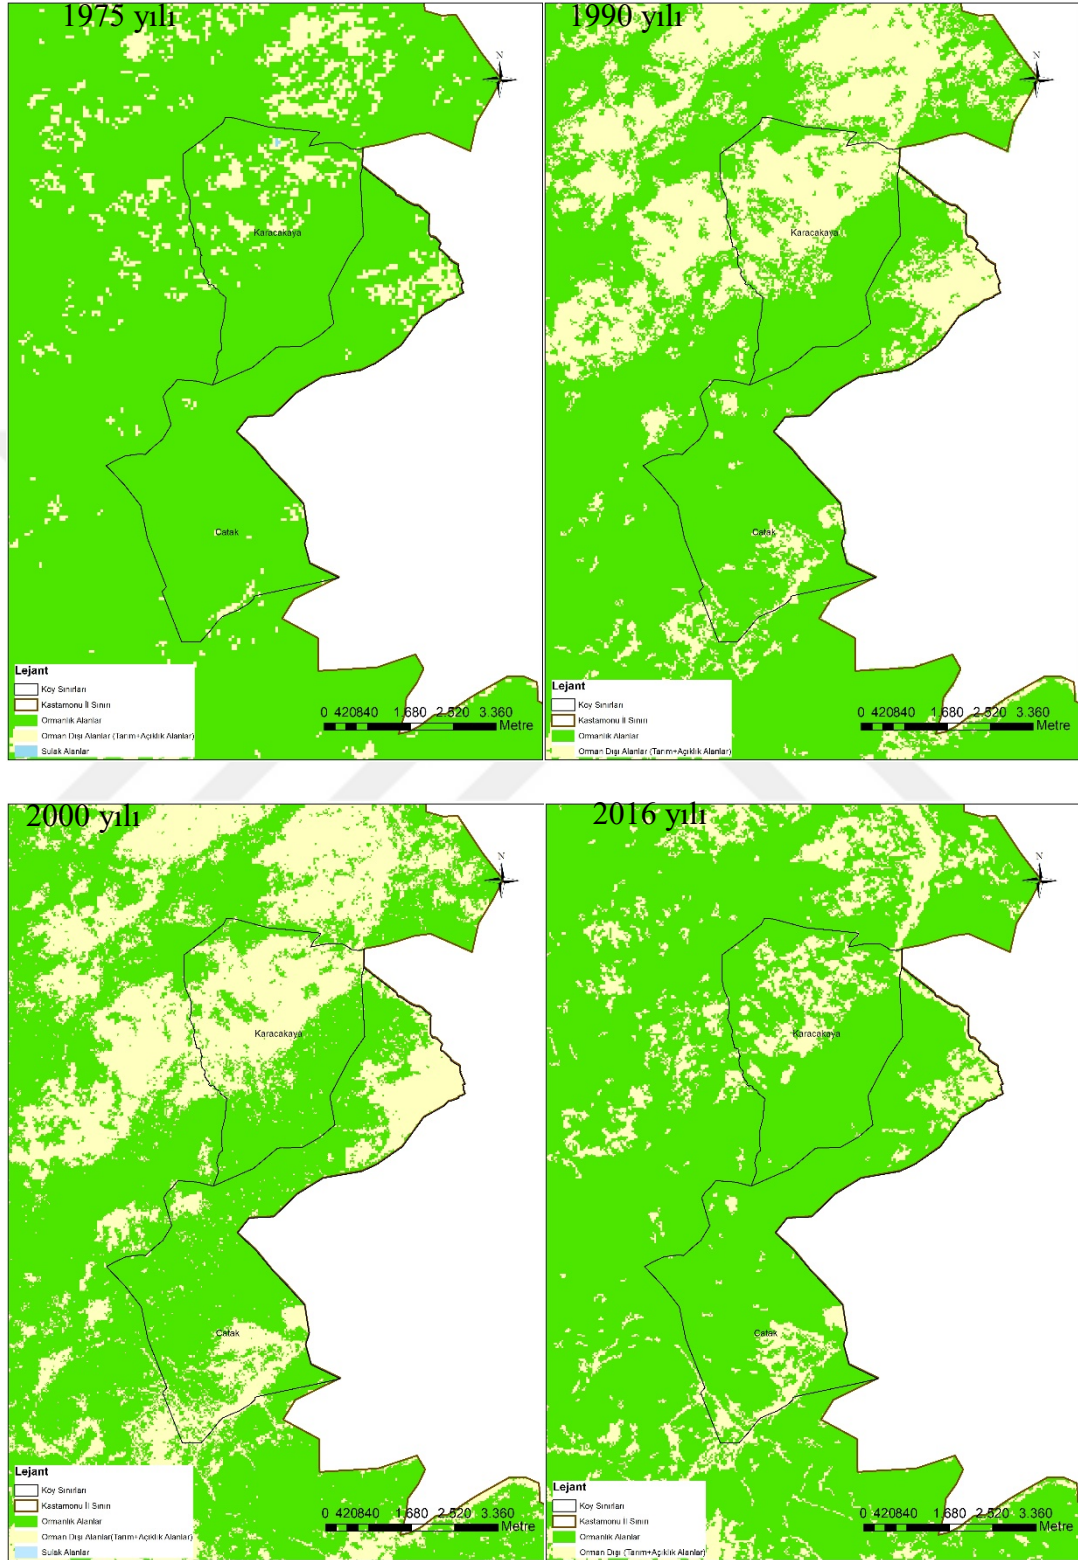 1975 yılı
N
Karacakaya
Catak
Lejant
Köy Sınırları
Kastamonu İl Sınırı
Ormanlık Alanlar
Orman Dışı Alanlar (Tarım+Açıklık Alanlar)
Sulak Alanlar
0 420840 1.680 2.520 3.360
Metre
1990 yılı
N
Karacakaya
Catak
Lejant
Köy Sınırları
Kastamonu İl Sınırı
Ormanlık Alanlar
Orman Dışı Alanlar (Tarım+Açıklık Alanlar)
0 420840 1.680 2.520 3.360
Metre
2000 yılı
N
Karacakaya
Catak
Lejant
Köy Sınırları
Kastamonu İl Sınırı
Ormanlık Alanlar
Orman Dışı Alanlar(Tarım+Açıklık Alanlar)
Sulak Alanlar
0 420840 1.680 2.520 3.360
Metre
2016 yılı
N
Karacakaya
Catak
Lejant
Köy Sınırları
Kastamonu İl Sınırı
Ormanlık Alanlar
Orman Dışı (Tarım+Açıklık Alanlar)
0 420840 1.680 2.520 3.360
Metre